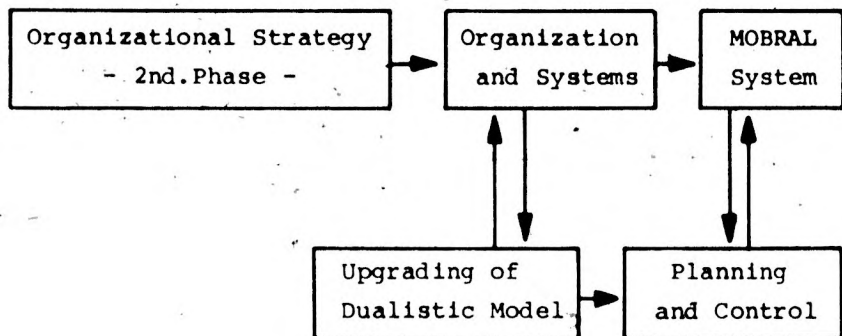 Organizational Strategy
- 2nd.Phase -
Organization
and Systems
MOBRAL
System
Upgrading of
Dualistic Model
Planning
and Control